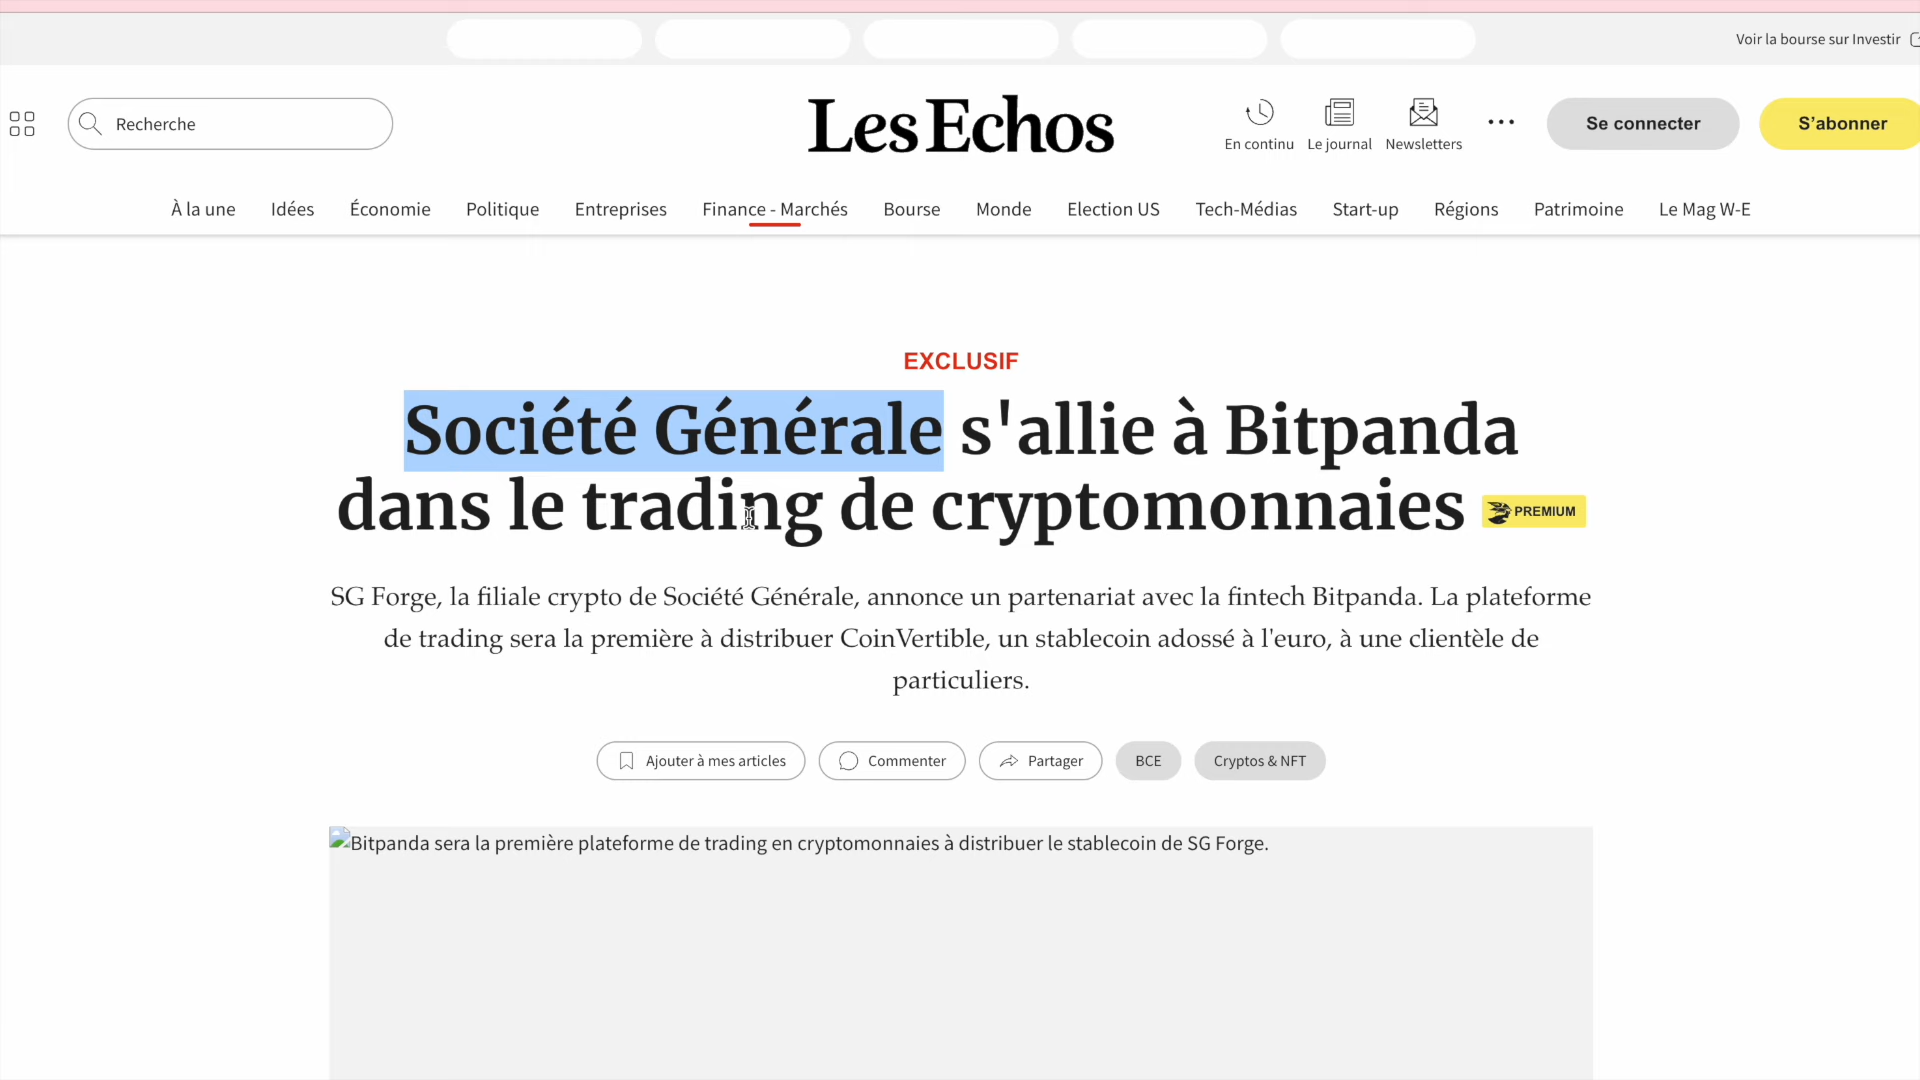 Voir la bourse sur Investir
Recherche
Les Echos
En continu
Le journal
Newsletters
Se connecter
S’abonner
À la une
Idées
Économie
Politique
Entreprises
Finance - Marchés
Bourse
Monde
Election US
Tech-Médias
Start-up
Régions
Patrimoine
Le Mag W-E
EXCLUSIF
Société Générale s'allie à Bitpanda
dans le trading de cryptomonnaies PREMIUM
SG Forge, la filiale crypto de Société Générale, annonce un partenariat avec la fintech Bitpanda. La plateforme
de trading sera la première à distribuer CoinVertible, un stablecoin adossé à l'euro, à une clientèle de
particuliers.
Ajouter à mes articles
Commenter
Partager
BCE
Cryptos & NFT
Bitpanda sera la première plateforme de trading en cryptomonnaies à distribuer le stablecoin de SG Forge.